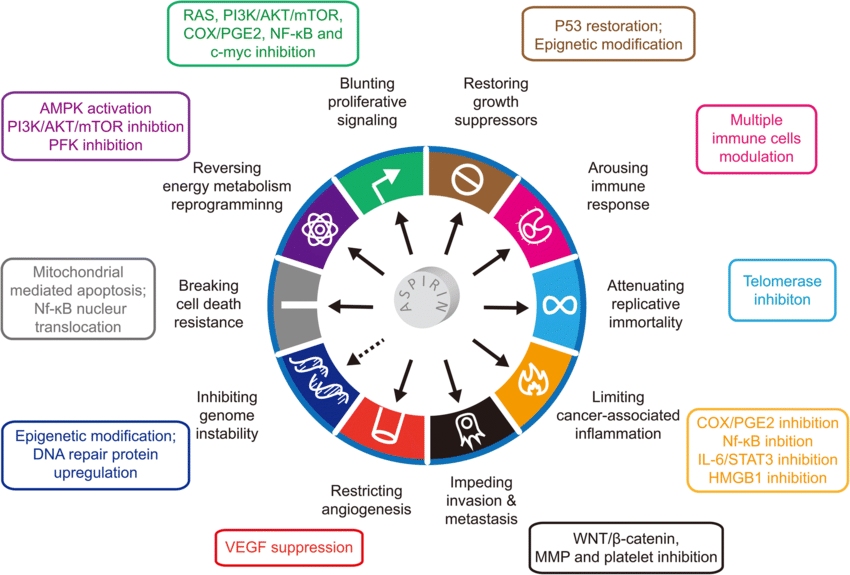 RAS, PI3K/AKT/mTOR,
COX/PGE2, NF-κB and
c-myc inhibition
P53 restoration;
Epignetic modification
Blunting
proliferative
signaling
Restoring
growth
suppressors
AMPK activation
PI3K/AKT/mTOR inhibtion
PFK inhibition
Multiple
immune cells
modulation
Reversing
energy metabolism
reprogramminng
Arousing
immune
response
Mitochondrial
mediated apoptosis;
Nf-κB nucleur
translocation
Breaking
cell death
resistance
ASPIRIN
Attenuating
replicative
immortality
Telomerase
inhibiton
Inhibiting
genome
instability
Limiting
cancer-associated
inflammation
Epigenetic modification;
DNA repair protein
upregulation
COX/PGE2 inhibition
Nf-κB inbition
IL-6/STAT3 inhibition
HMGB1 inhibition
Restricting
angiogenesis
Impeding
invasion &
metastasis
VEGF suppression
WNT/β-catenin,
MMP and platelet inhibition